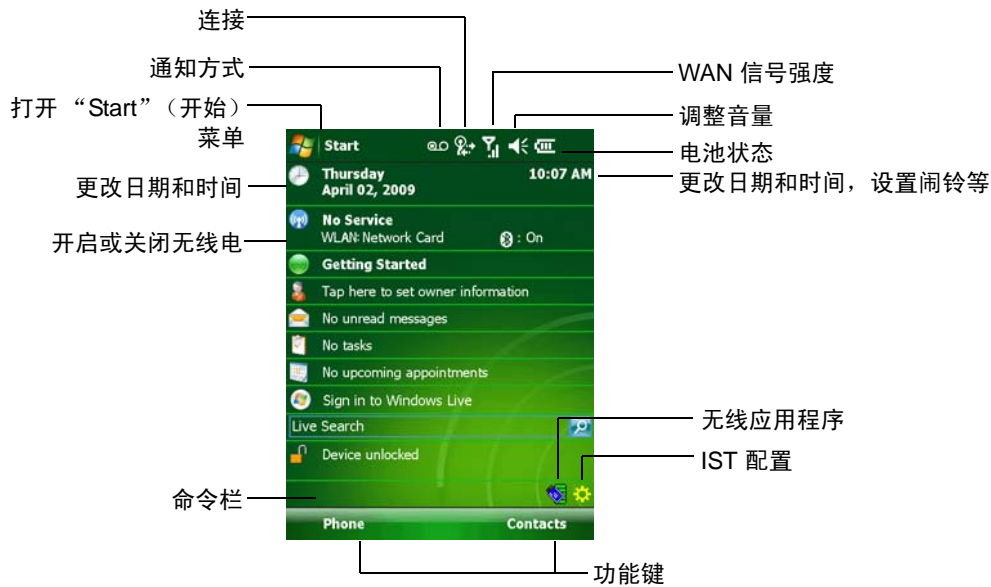 连接
通知方式
WAN 信号强度
打开 “Start”(开始)
菜单
调整音量
电池状态
Start
更改日期和时间
Thursday
April 02, 2009
10:07 AM
更改日期和时间，设置闹铃等
开启或关闭无线电
No Service
WLAN: Network Card
: On
Getting Started
Tap here to set owner information
No unread messages
No tasks
No upcoming appointments
Sign in to Windows Live
Live Search
Device unlocked
无线应用程序
IST 配置
命令栏
Phone
Contacts
功能键